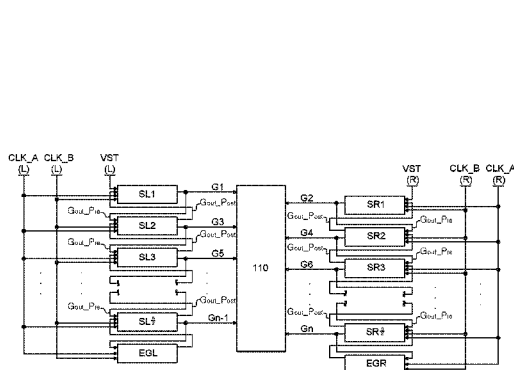 CLK_A CLK_B VST
(L) (L) (L)
VST CLK_B CLK_A
(R) (R) (R)
SL1 G1
Gout_Post
G2 SR1
Gout_Pre
SL2 G3
Gout_Post
Gout_Post
Gout_Pre
G4 SR2
Gout_Pre
SL3 G5
110
Gout_Post
Gout_Pre
G6 SR3
Gout_Pre
Gout_Post
Gout_Post
Gout_Pre
Gn-1
Gn
EGL
EGR